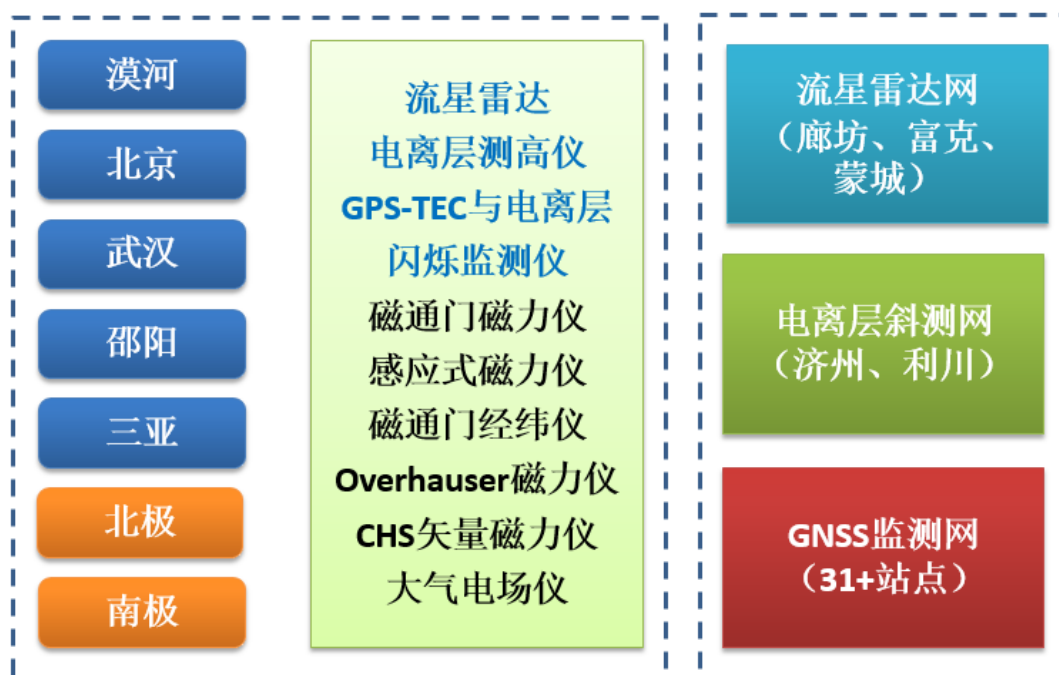 漠河
北京
武汉
邵阳
三亚
北极
南极
流星雷达
电离层测高仪
GPS-TEC与电离层
闪烁监测仪
磁通门磁力仪
感应式磁力仪
磁通门经纬仪
Overhauser磁力仪
CHS矢量磁力仪
大气电场仪
流星雷达网
（廊坊、富克、
蒙城）
电离层斜测网
（济州、利川）
GNSS监测网
（31+站点）